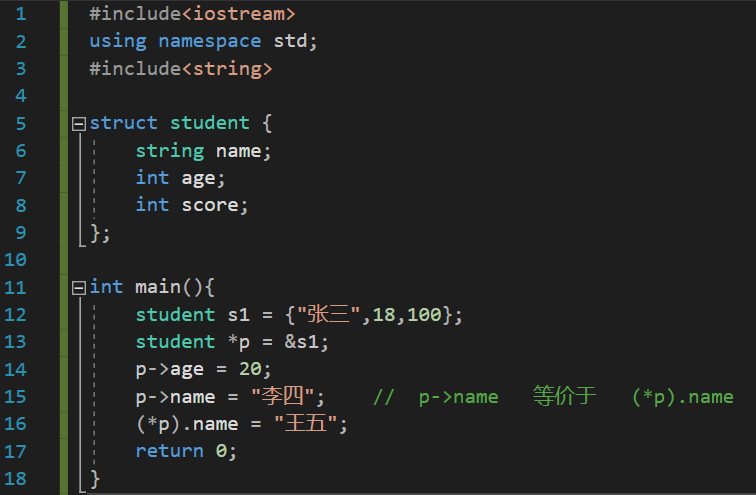 1 #include<iostream>
2 using namespace std;
3 #include<string>
4
5 struct student {
6 string name;
7 int age;
8 int score;
9 };
10
11 int main(){
12 student s1 = {"张三",18,100};
13 student *p = &s1;
14 p->age = 20;
15 p->name = "李四"; // p->name 等价于 (*p).name
16 (*p).name = "王五";
17 return 0;
18 }